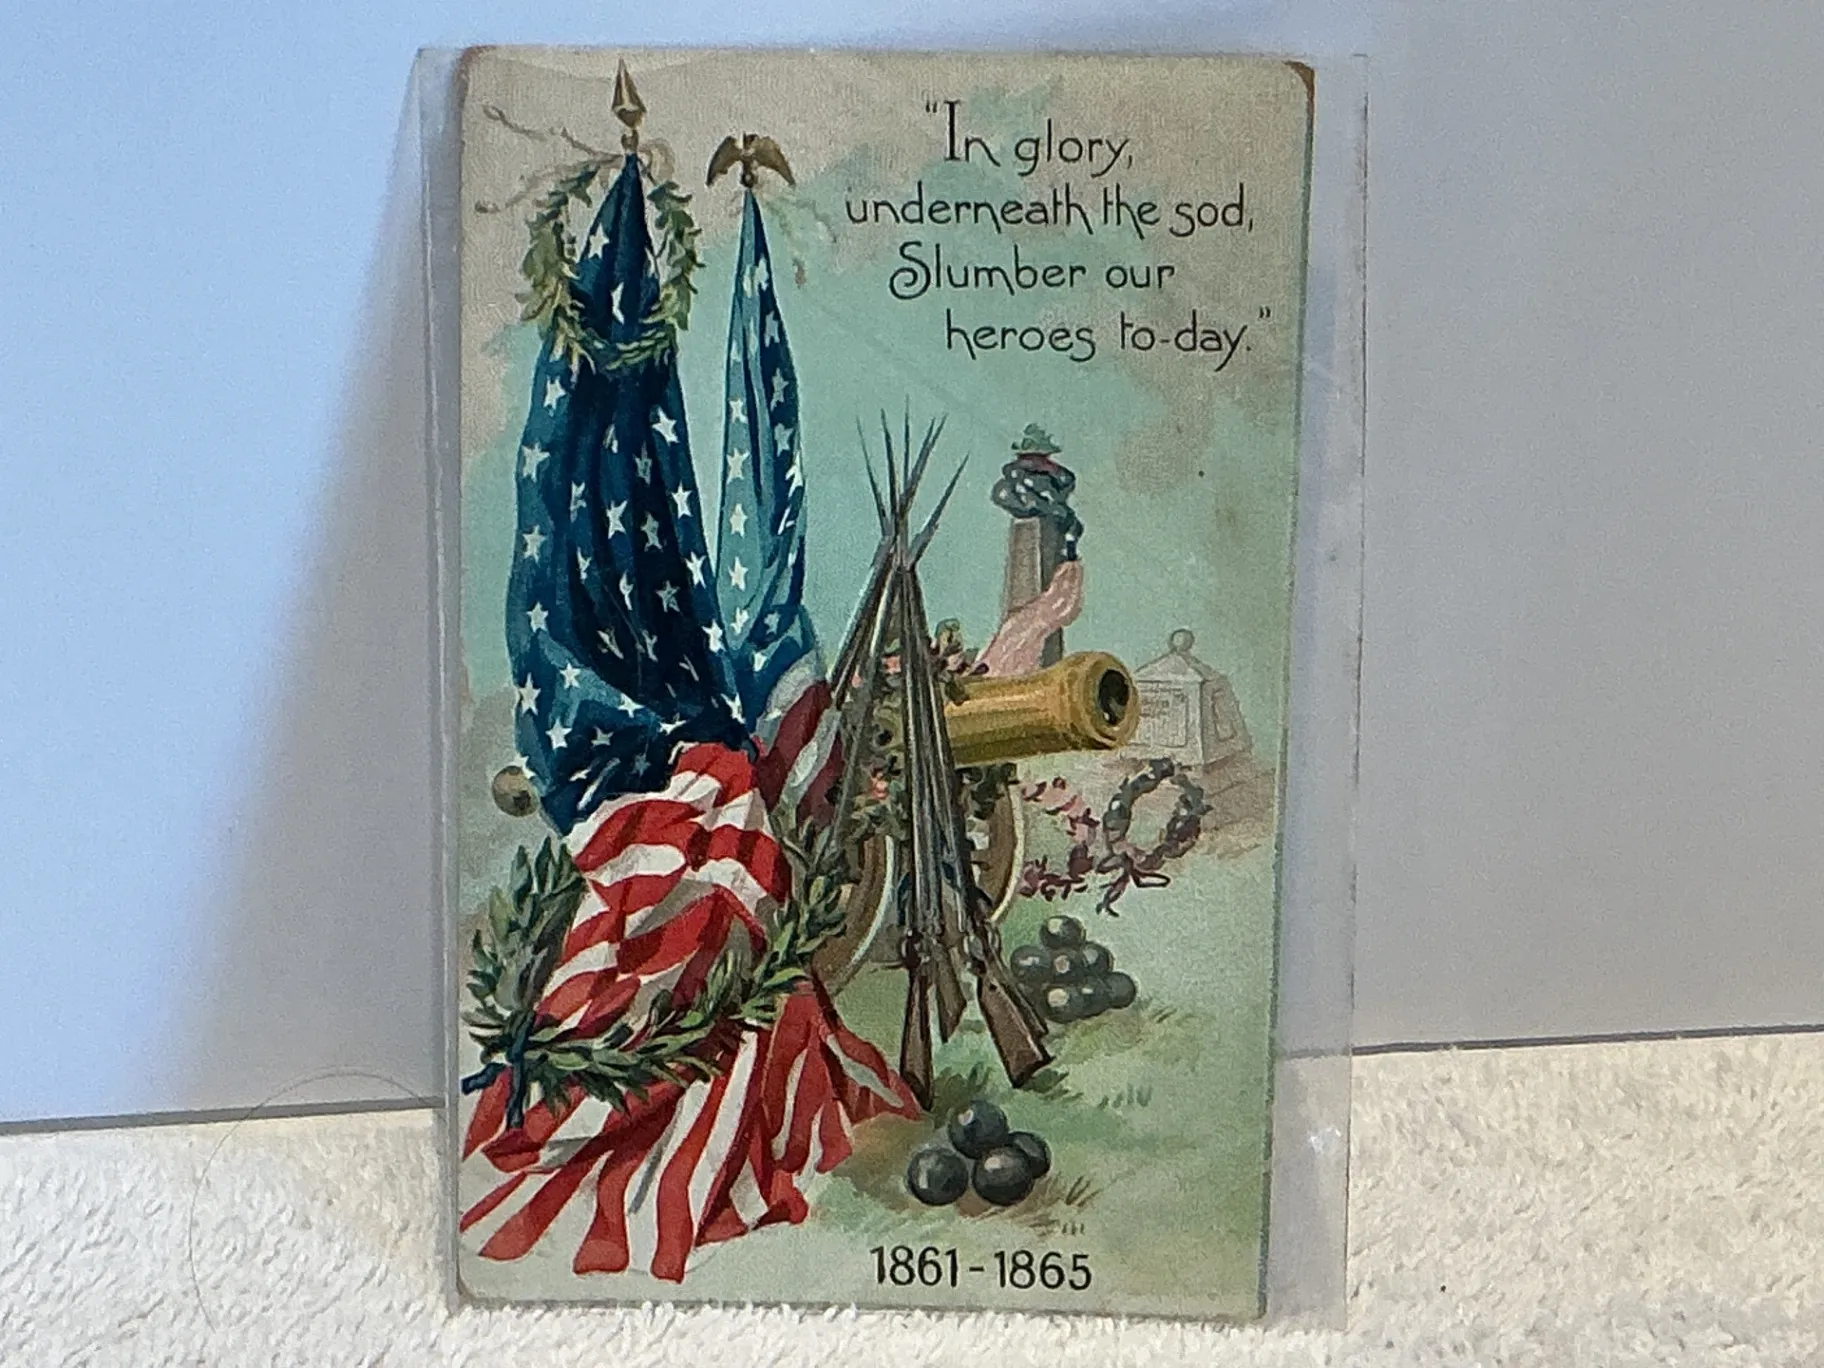 "In glory,
underneath the sod,
Slumber our
heroes to-day."
1861-1865